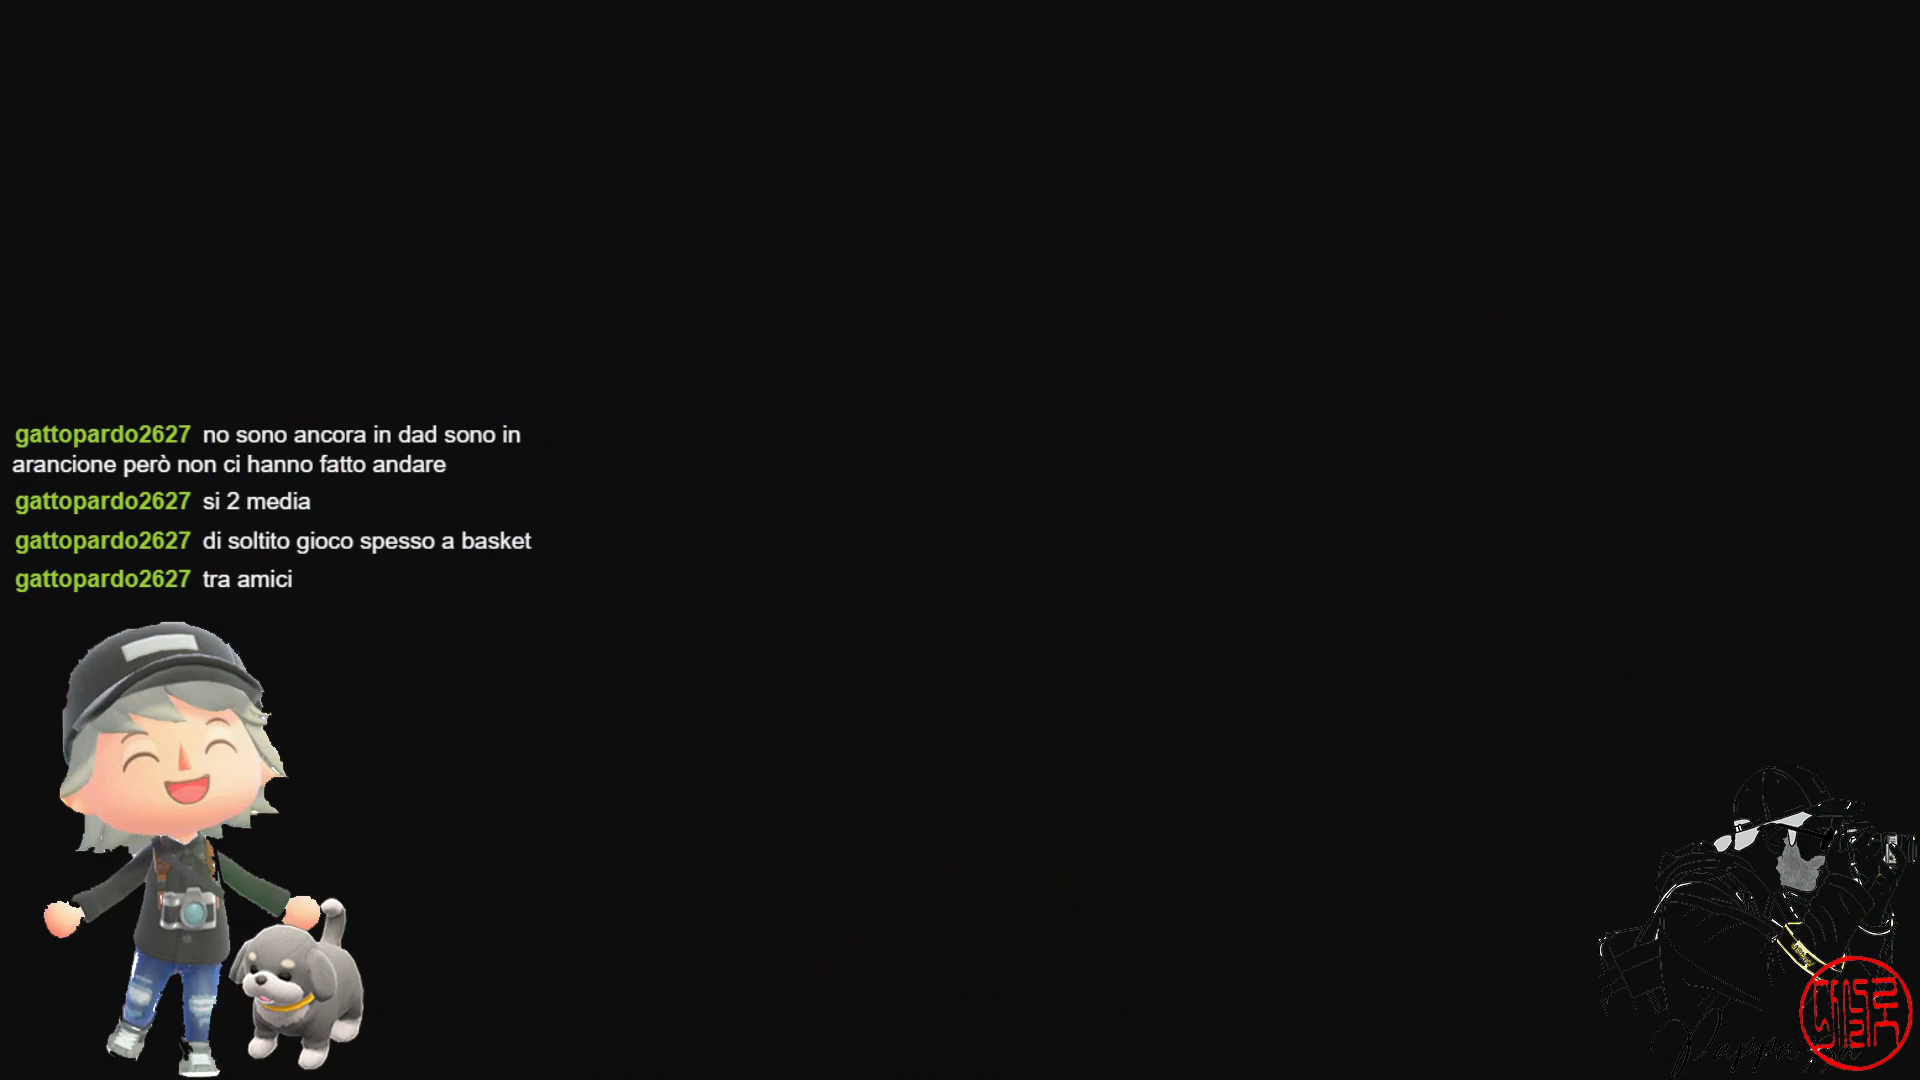 gattopardo2627 no sono ancora in dad sono in
arancione però non ci hanno fatto andare
gattopardo2627 si 2 media
gattopardo2627 di soltito gioco spesso a basket
gattopardo2627 tra amici